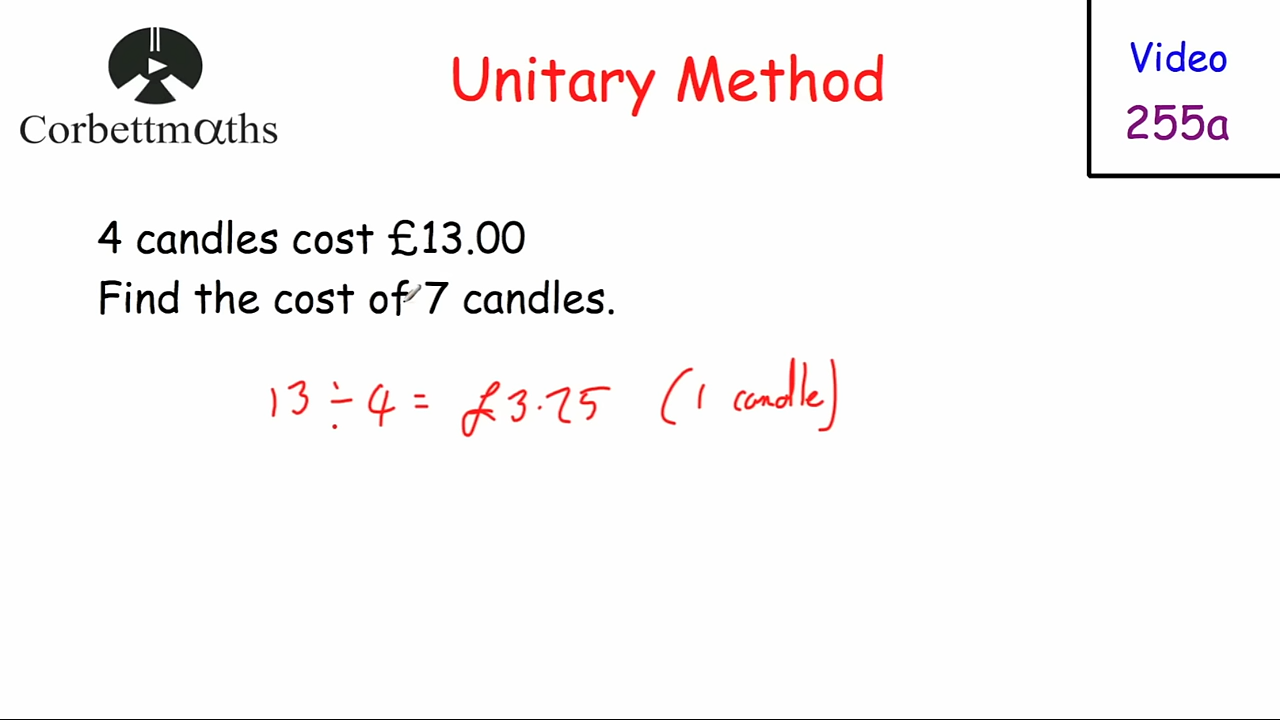 Corbettmαths
Unitary Method
Video
255a
4 candles cost £13.00
Find the cost of 7 candles.
13 ÷ 4 = £3.25 (1 candle)